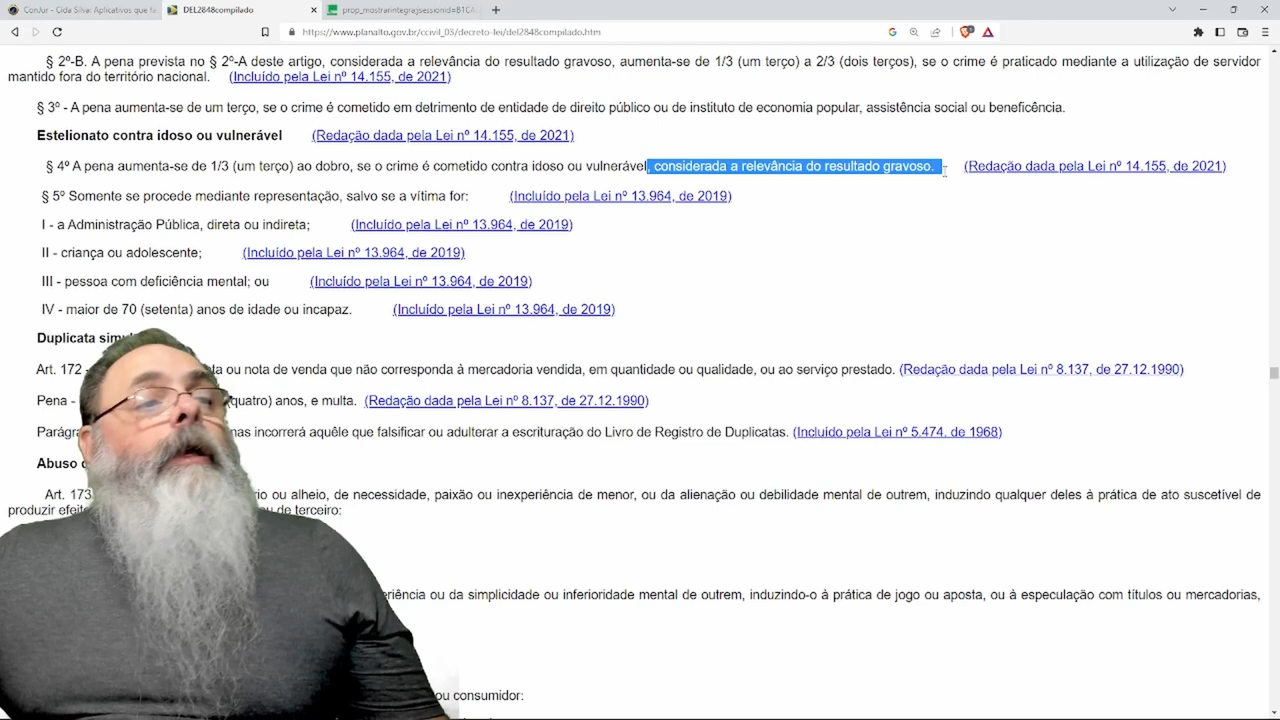 ConJur - Cida Silva: Aplicativos que fa
DEL2848compilado
prop_mostrarintegra;jsessionid=B1CA
https://www.planalto.gov.br/ccivil_03/decreto-lei/del2848compilado.htm
§ 2º-B. A pena prevista no § 2º-A deste artigo, considerada a relevância do resultado gravoso, aumenta-se de 1/3 (um terço) a 2/3 (dois terços), se o crime é praticado mediante a utilização de servidor
mantido fora do território nacional. (Incluído pela Lei nº 14.155, de 2021)
§ 3º - A pena aumenta-se de um terço, se o crime é cometido em detrimento de entidade de direito público ou de instituto de economia popular, assistência social ou beneficência.
Estelionato contra idoso ou vulnerável (Redação dada pela Lei nº 14.155, de 2021)
§ 4º A pena aumenta-se de 1/3 (um terço) ao dobro, se o crime é cometido contra idoso ou vulnerável, considerada a relevância do resultado gravoso. (Redação dada pela Lei nº 14.155, de 2021)
§ 5º Somente se procede mediante representação, salvo se a vítima for: (Incluído pela Lei nº 13.964, de 2019)
I - a Administração Pública, direta ou indireta; (Incluído pela Lei nº 13.964, de 2019)
II - criança ou adolescente; (Incluído pela Lei nº 13.964, de 2019)
III - pessoa com deficiência mental; ou (Incluído pela Lei nº 13.964, de 2019)
IV - maior de 70 (setenta) anos de idade ou incapaz. (Incluído pela Lei nº 13.964, de 2019)
Duplicata
Art. 172 ou nota de venda que não corresponda à mercadoria vendida, em quantidade ou qualidade, ou ao serviço prestado. (Redação dada pela Lei nº 8.137, de 27.12.1990)
Pena - (quatro) anos, e multa. (Redação dada pela Lei nº 8.137, de 27.12.1990)
incorrerá aquêle que falsificar ou adulterar a escrituração do Livro de Registro de Duplicatas. (Incluído pela Lei nº 5.474. de 1968)
Abuso
Art. 173 ou alheio, de necessidade, paixão ou inexperiência de menor, ou da alienação ou debilidade mental de outrem, induzindo qualquer deles à prática de ato suscetível de
produzir ou de terceiro:
ou da simplicidade ou inferioridade mental de outrem, induzindo-o à prática de jogo ou aposta, ou à especulação com títulos ou mercadorias,
ou consumidor: